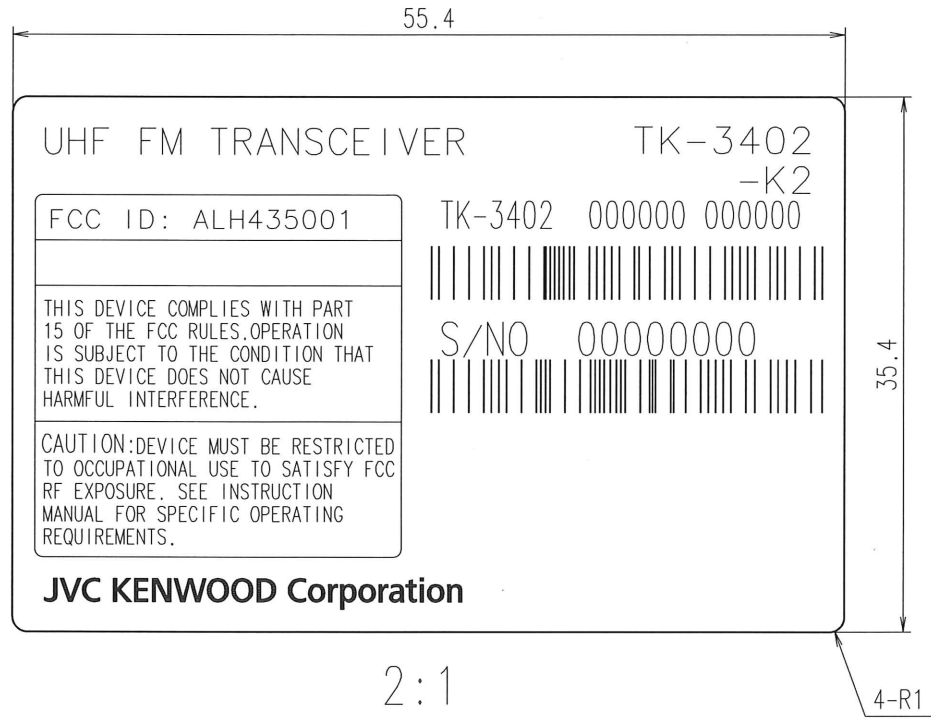 55.4
UHF FM TRANSCEIVER
TK-3402
-K2
FCC ID: ALH435001
TK-3402 000000 000000
THIS DEVICE COMPLIES WITH PART
15 OF THE FCC RULES.OPERATION
IS SUBJECT TO THE CONDITION THAT
THIS DEVICE DOES NOT CAUSE
HARMFUL INTERFERENCE.
S/NO 00000000
35.4
CAUTION:DEVICE MUST BE RESTRICTED
TO OCCUPATIONAL USE TO SATISFY FCC
RF EXPOSURE. SEE INSTRUCTION
MANUAL FOR SPECIFIC OPERATING
REQUIREMENTS.
JVC KENWOOD Corporation
2:1
4-R1